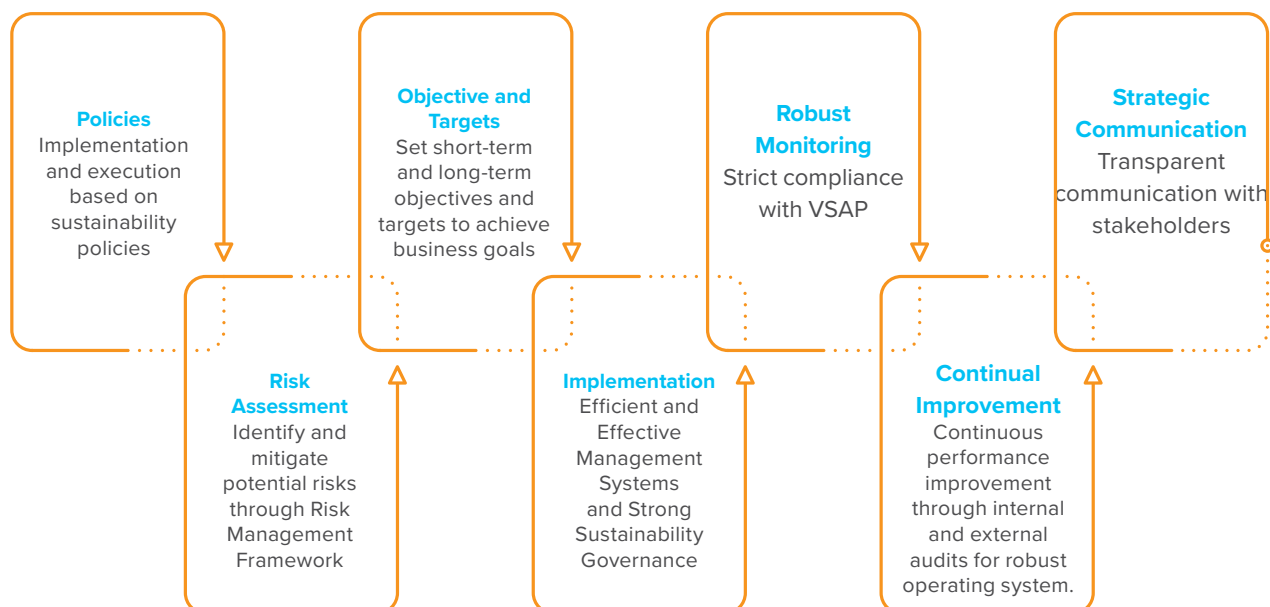 Policies
Implementation
and execution
based on
sustainability
policies
Risk
Assessment
Identify and
mitigate
potential risks
through Risk
Management
Framework
Objective and
Targets
Set short-term
and long-term
objectives and
targets to achieve
business goals
Implementation
Efficient and
Effective
Management
Systems
and Strong
Sustainability
Governance
Robust
Monitoring
Strict compliance
with VSAP
Continual
Improvement
Continuous
performance
improvement
through internal
and external
audits for robust
operating system.
Strategic
Communication
Transparent
communication with
stakeholders